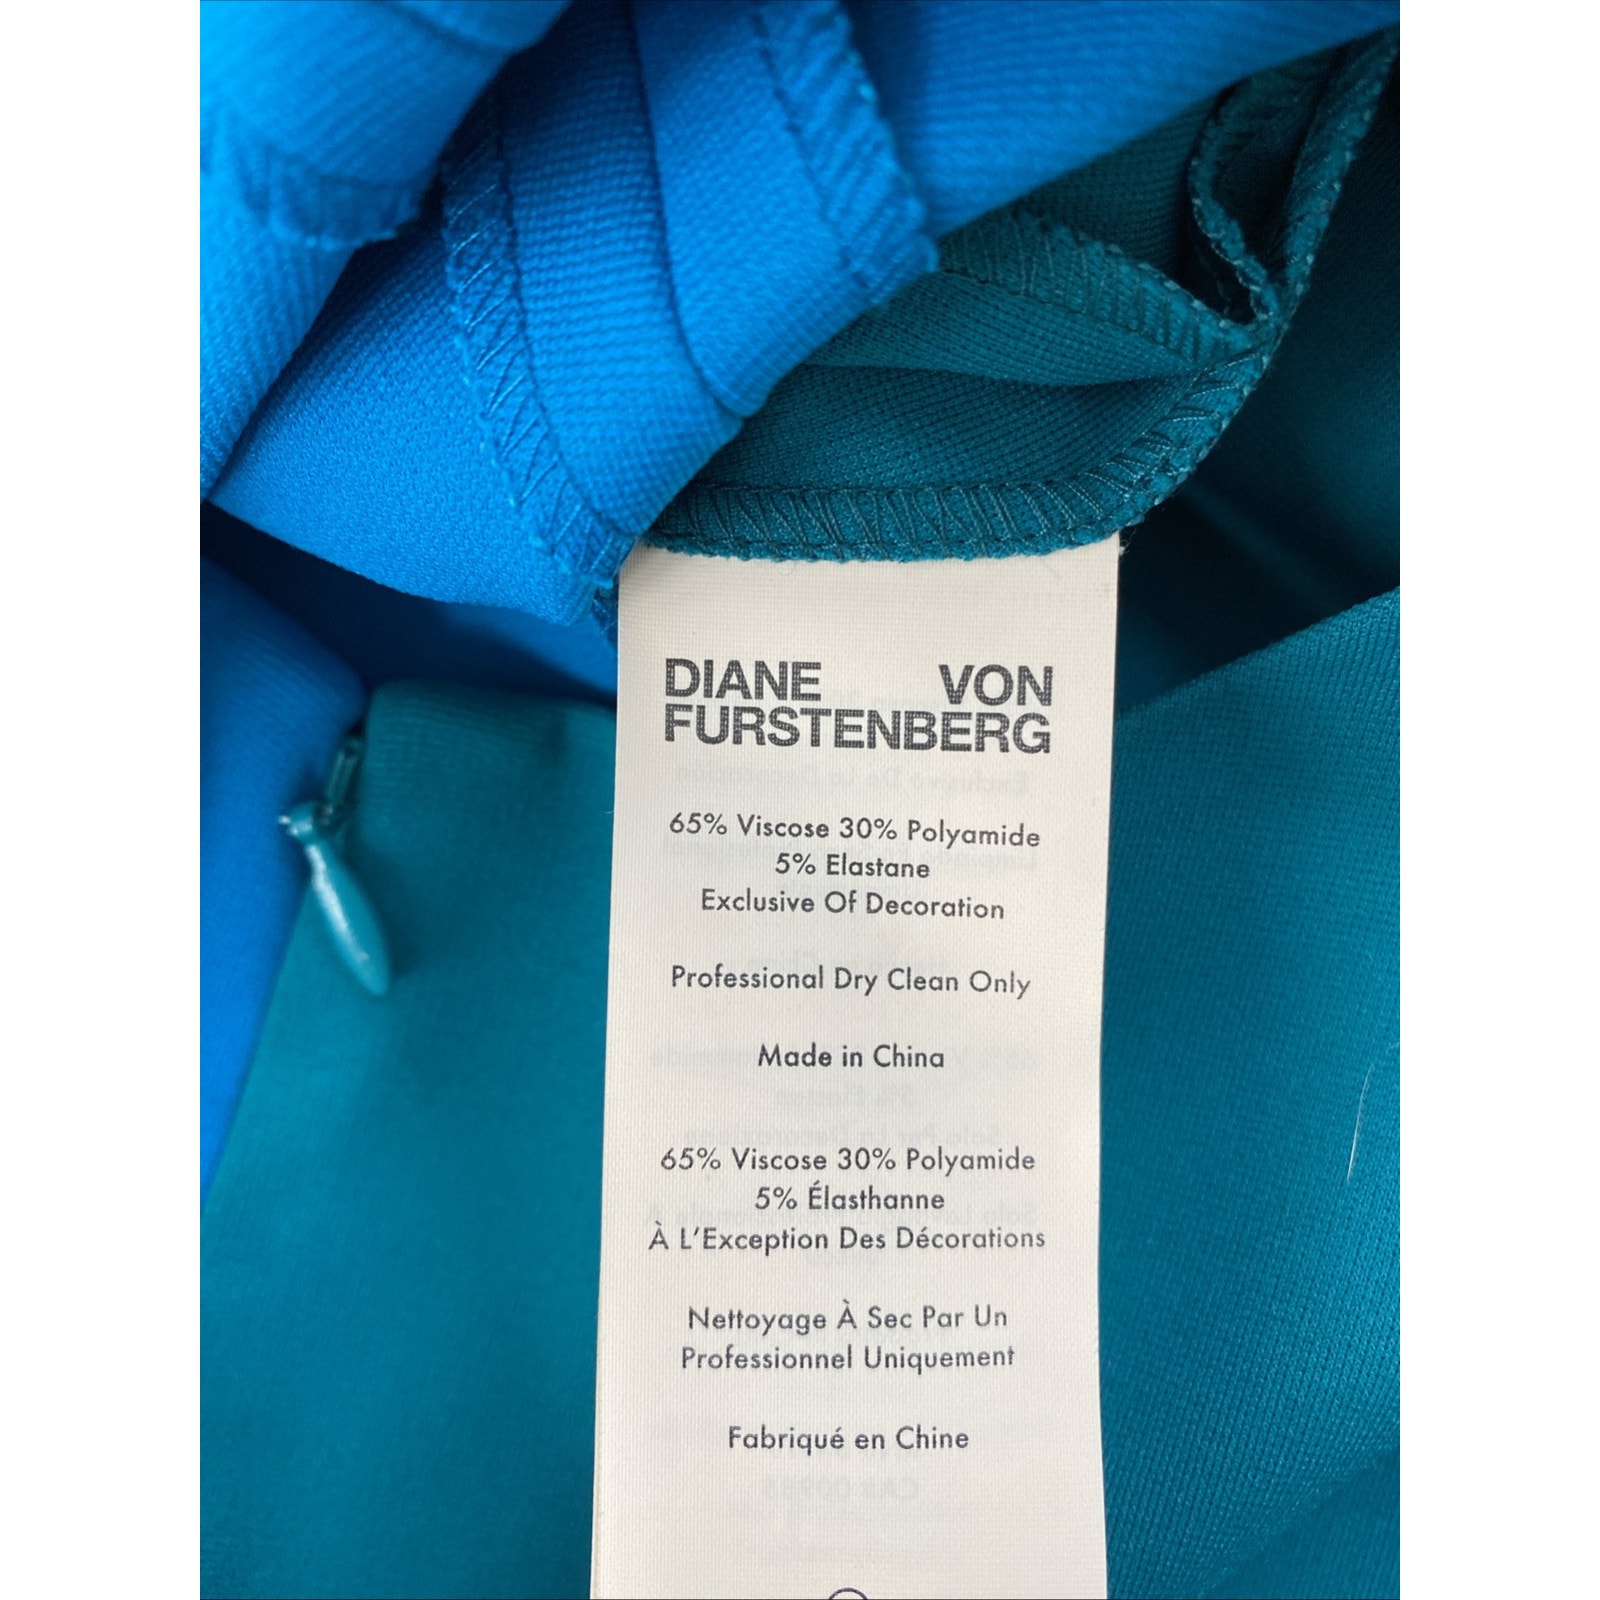 DIANE VON
FURSTENBERG
65% Viscose 30% Polyamide
5% Elastane
Exclusive Of Decoration
Professional Dry Clean Only
Made in China
65% Viscose 30% Polyamide
5% Élasthanne
À L'Exception Des Décorations
Nettoyage À Sec Par Un
Professionnel Uniquement
Fabriqué en Chine